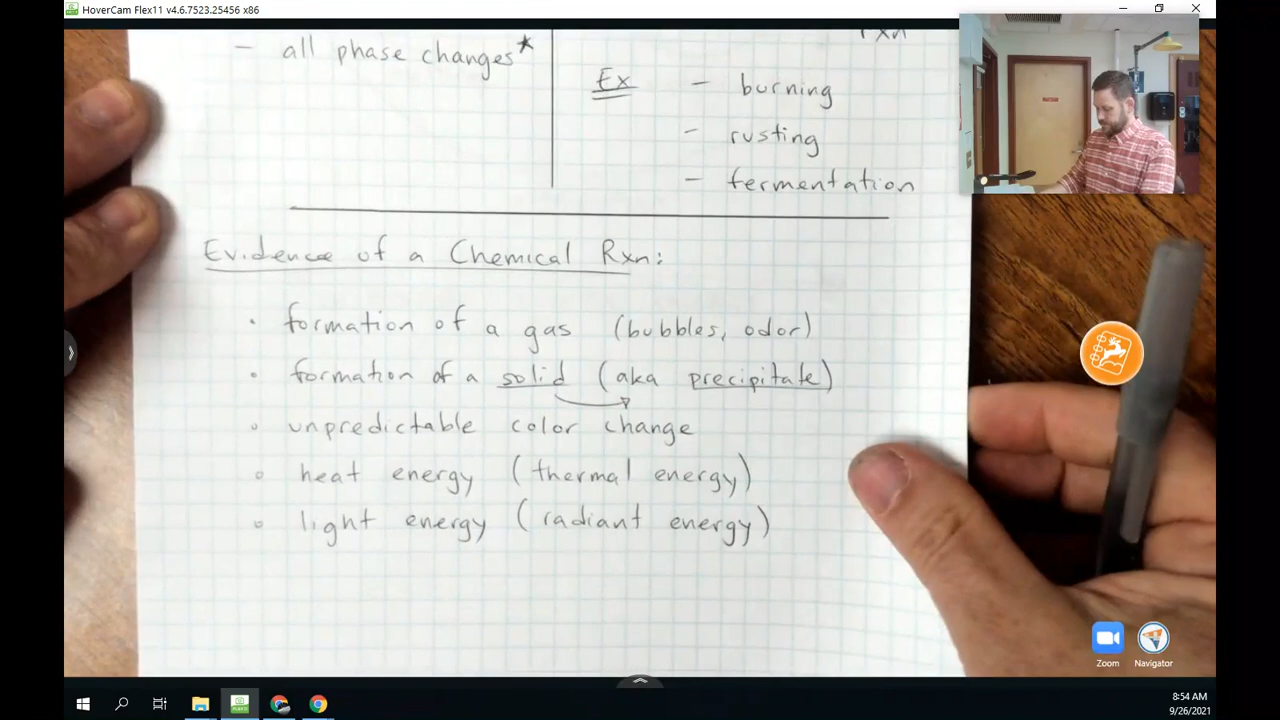 HoverCam Flex11 v4.6.7523.25456 x86
- all phase changes*
rxn
Ex - burning
- rusting
- fermentation
Evidence of a Chemical Rxn:
• formation of a gas (bubbles, odor)
• formation of a solid (aka precipitate)
• unpredictable color change
• heat energy (thermal energy)
• light energy (radiant energy)
Zoom
Navigator
8:54 AM
9/26/2021